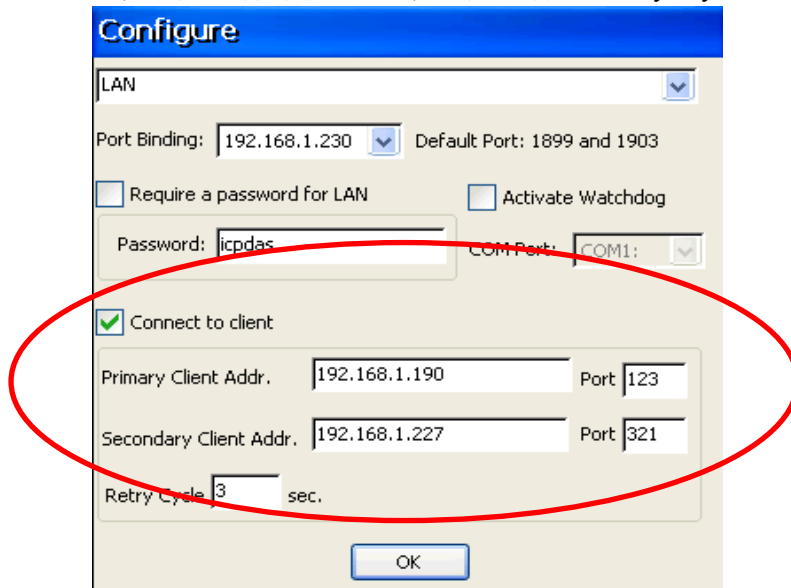 Configure
LAN
Port Binding: 192.168.1.230 Default Port: 1899 and 1903
Require a password for LAN Activate Watchdog
Password: icpdas COM Port: COM1:
Connect to client
Primary Client Addr. 192.168.1.190 Port 123
Secondary Client Addr. 192.168.1.227 Port 321
Retry Cycle 3 sec.
OK